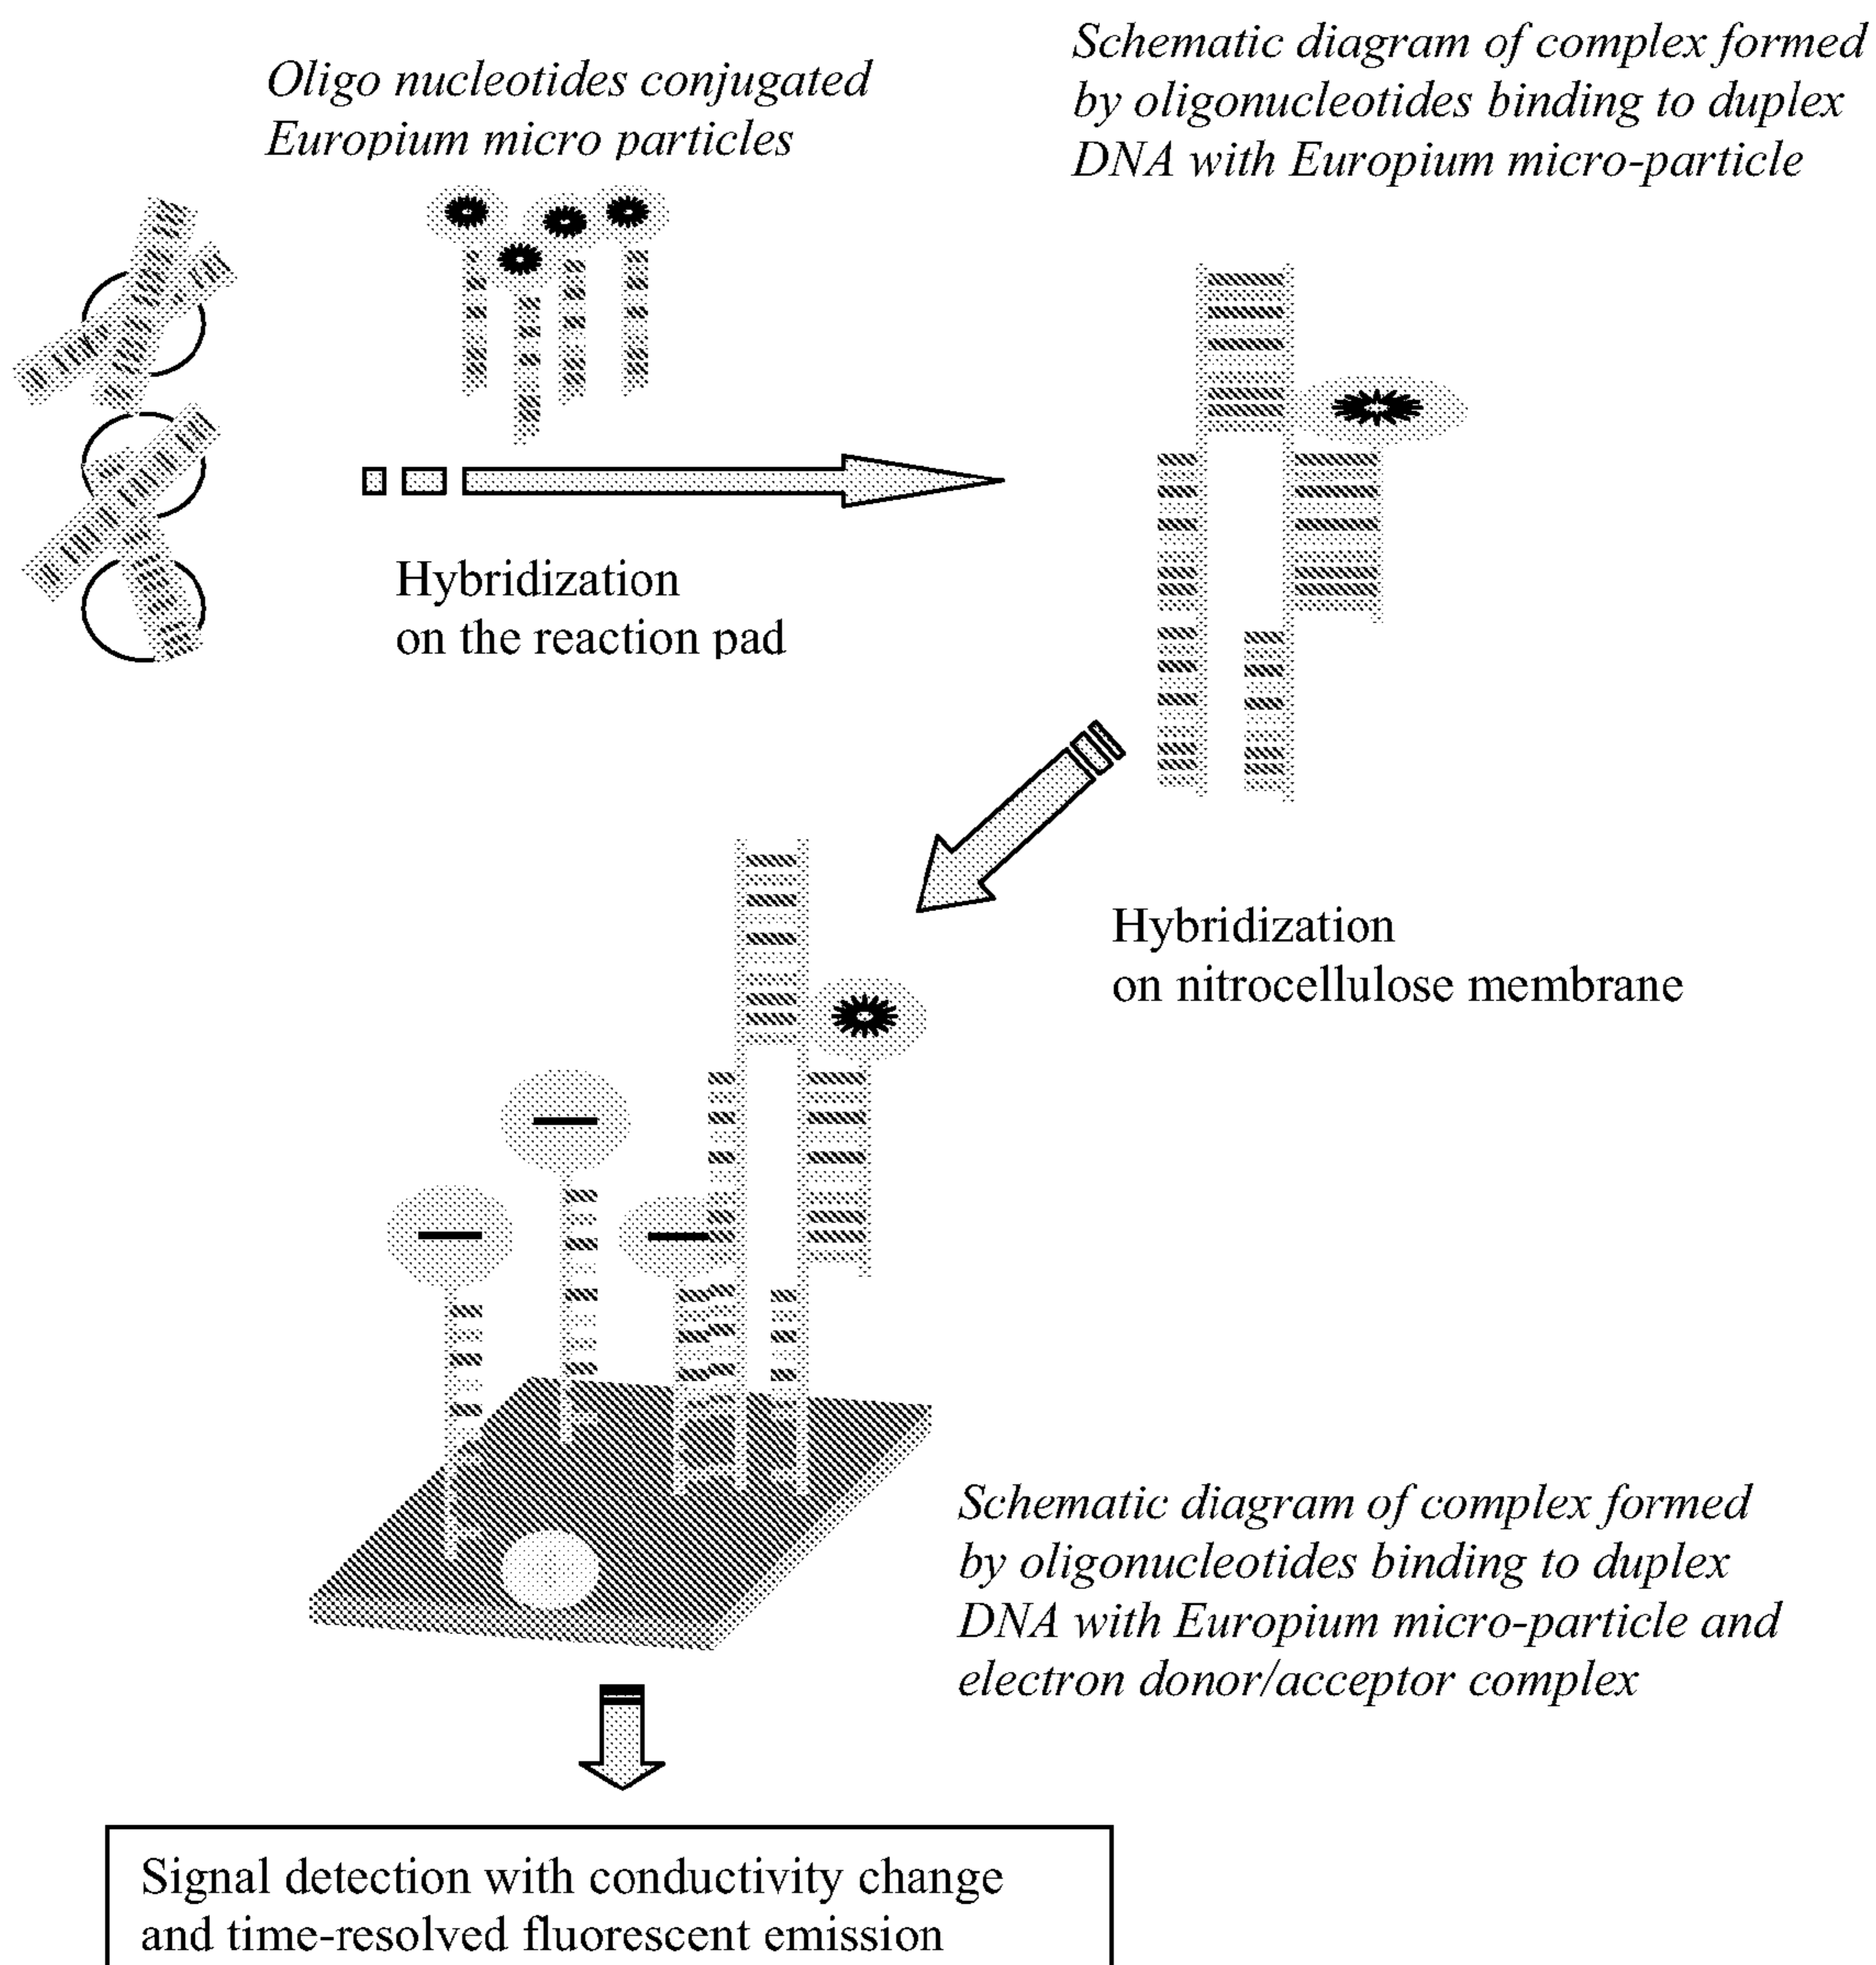 Oligo nucleotides conjugated
Europium micro particles
Schematic diagram of complex formed
by oligonucleotides binding to duplex
DNA with Europium micro-particle
Hybridization
on the reaction pad
Hybridization
on nitrocellulose membrane
Schematic diagram of complex formed
by oligonucleotides binding to duplex
DNA with Europium micro-particle and
electron donor/acceptor complex
Signal detection with conductivity change
and time-resolved fluorescent emission